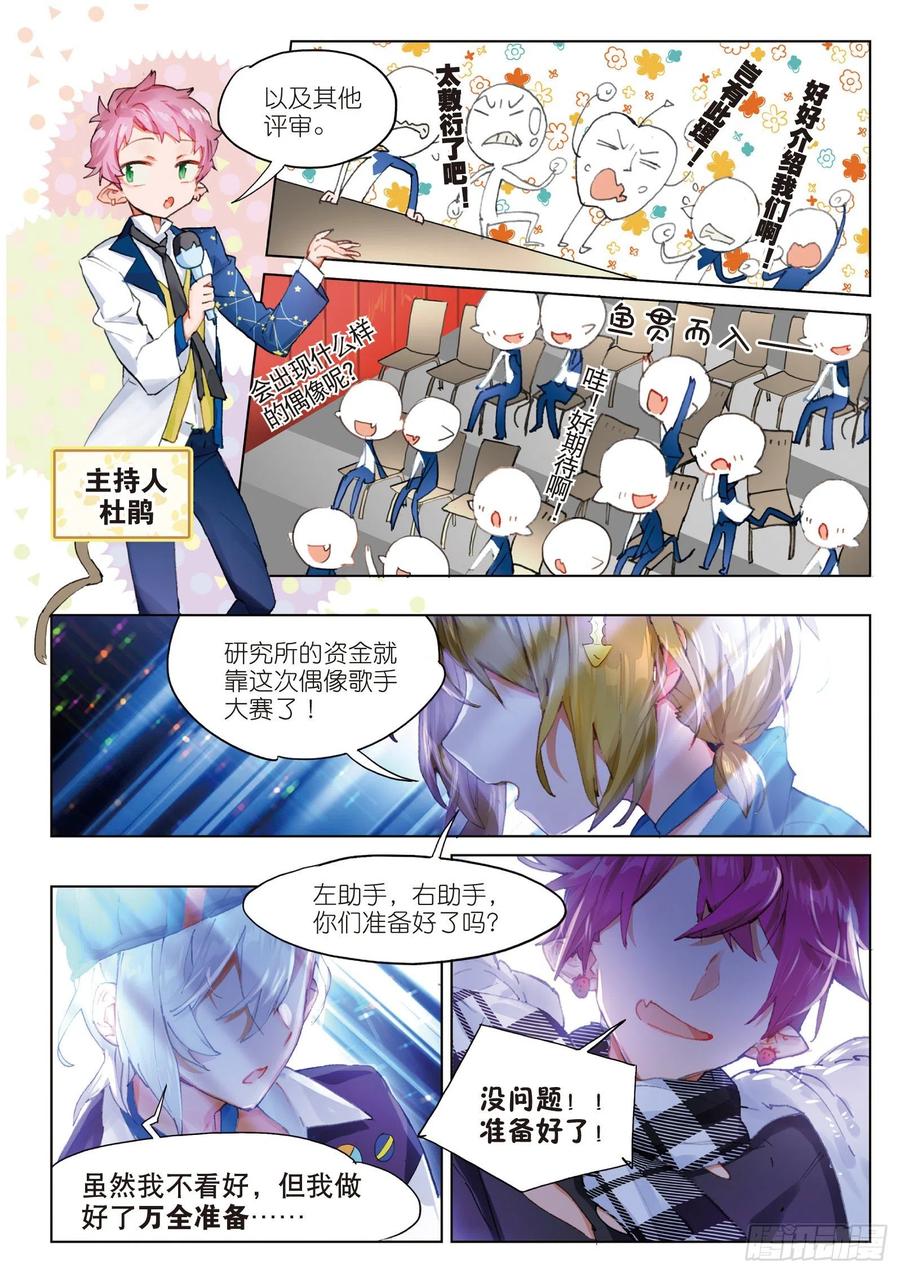 以及其他
评审。
太敷衍了吧！
岂有此理！
好好介绍我们啊！
主持人
杜鹃
鱼贯而入——
会出现什么样
的偶像呢？
哇！好期待啊！
研究所的资金就
靠这次偶像歌手
大赛了！
左助手，右助手，
你们准备好了吗？
没问题！！
准备好了！
虽然我不看好，但我做
好了万全准备……
腾讯动漫